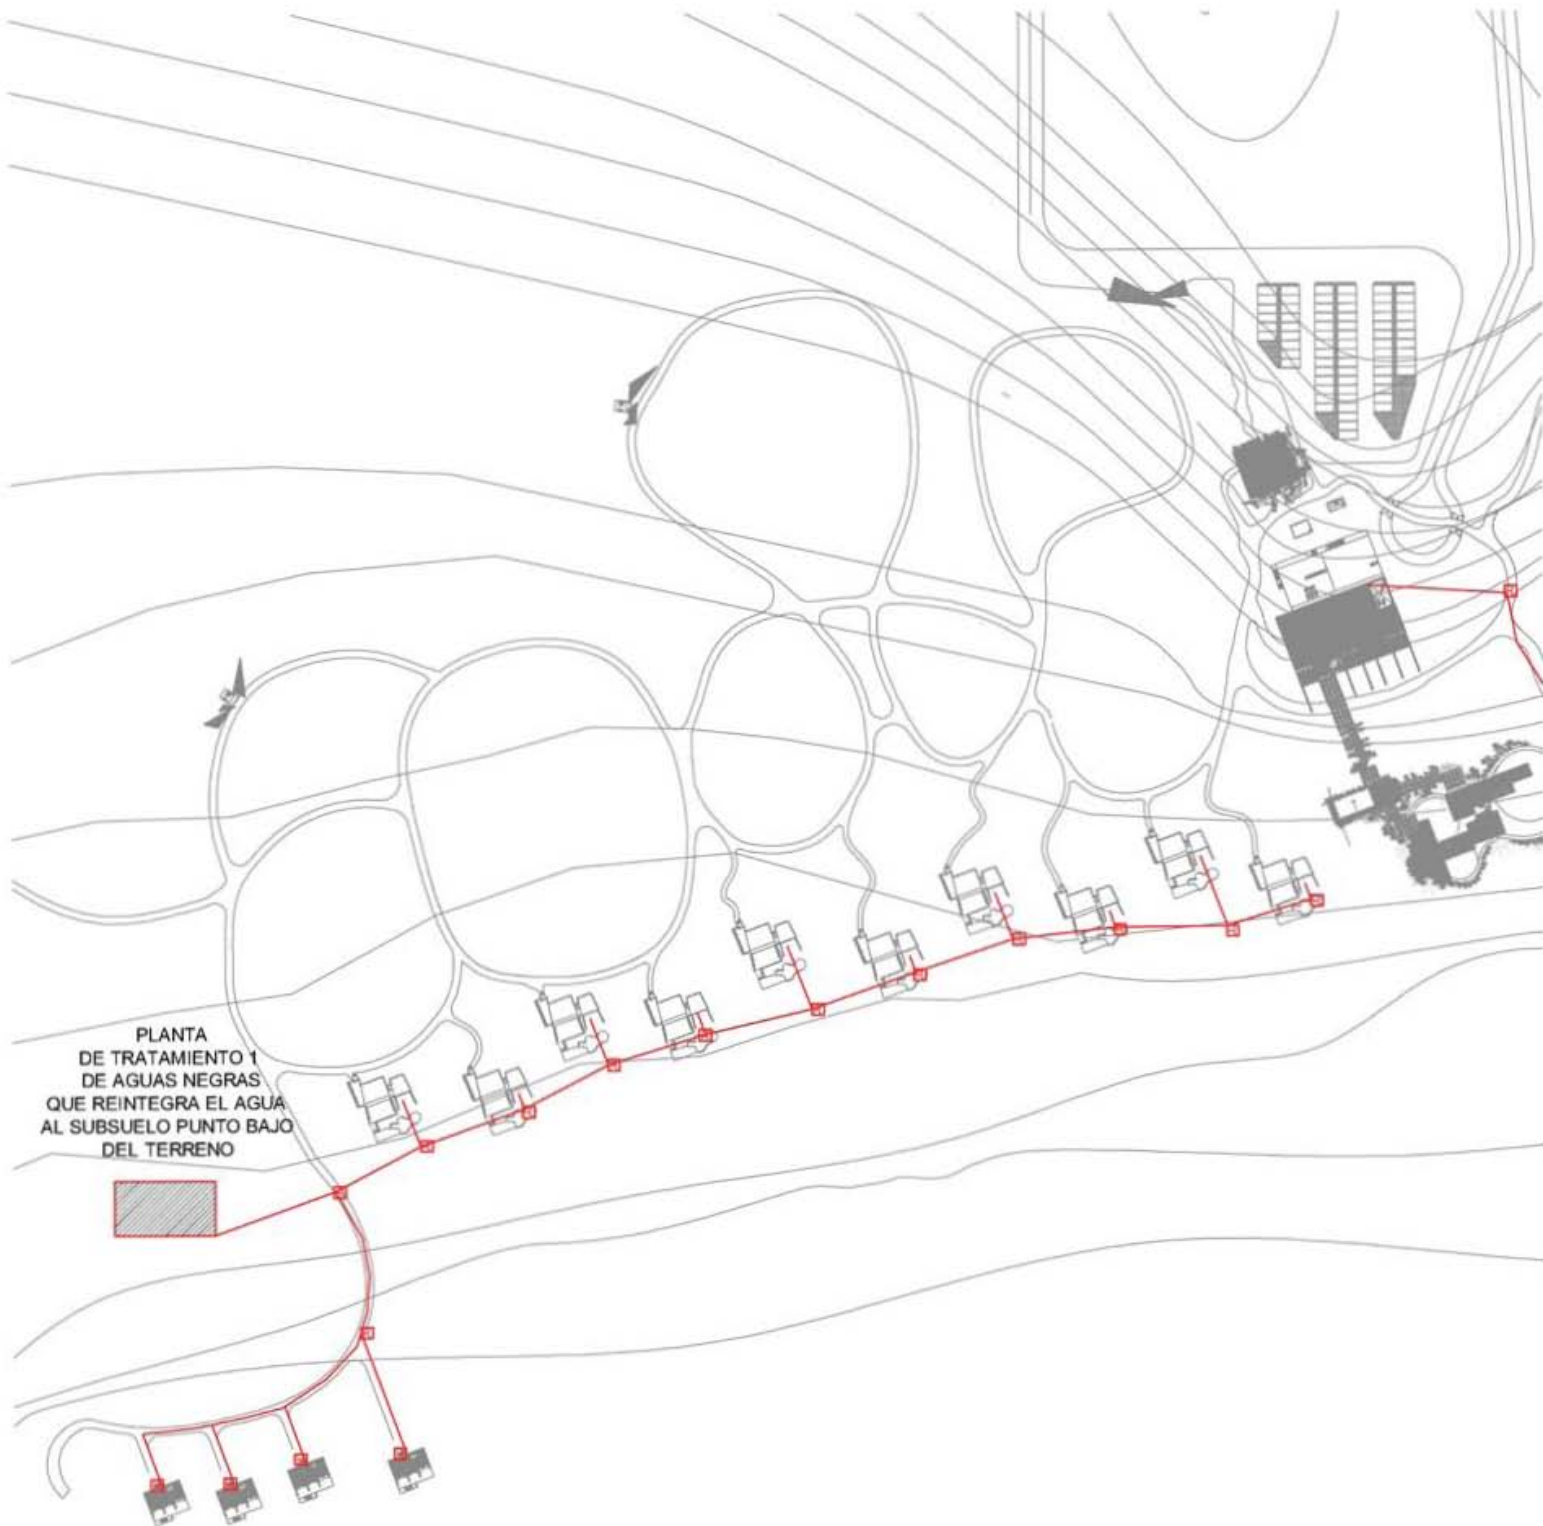 PLANTA
DE TRATAMIENTO 1
DE AGUAS NEGRAS
QUE REINTEGRA EL AGUA
AL SUBSUELO PUNTO BAJO
DEL TERRENO